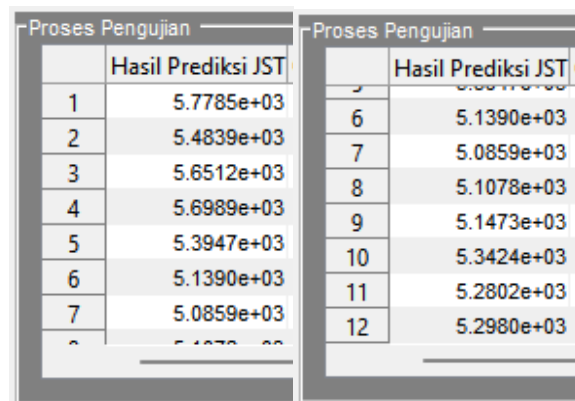 Proses Pengujian
Hasil Prediksi JST
1 5.7785e+03
2 5.4839e+03
3 5.6512e+03
4 5.6989e+03
5 5.3947e+03
6 5.1390e+03
7 5.0859e+03
Proses Pengujian
Hasil Prediksi JST
6 5.1390e+03
7 5.0859e+03
8 5.1078e+03
9 5.1473e+03
10 5.3424e+03
11 5.2802e+03
12 5.2980e+03